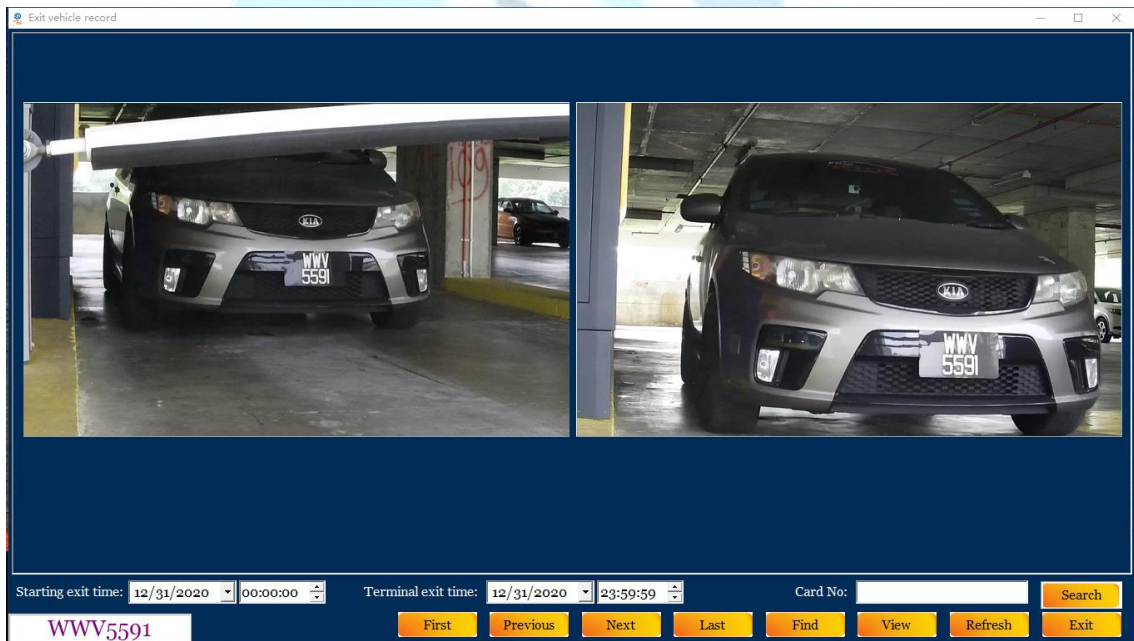 Exit vehicle record
199
KIA
WWV
5591
KIA
WWV
5591
Starting exit time: 12/31/2020 00:00:00 Terminal exit time: 12/31/2020 23:59:59 Card No: Search
WWV5591 First Previous Next Last Find View Refresh Exit